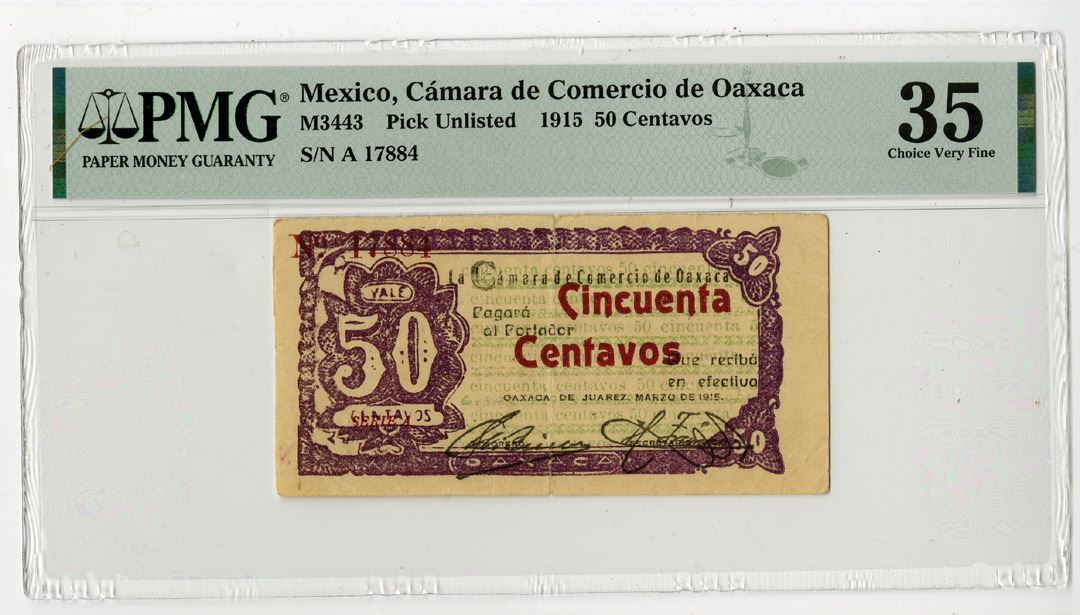 PMG®
PAPER MONEY GUARANTY
Mexico, Cámara de Comercio de Oaxaca
M3443 Pick Unlisted 1915 50 Centavos
S/N A 17884
35
Choice Very Fine
No. 17884
50
La Camara de Comercio de Oaxaca
VALE
Pagará Cincuenta
al Portador
50
Centavos
que recibó
en efectivo
OAXACA DE JUAREZ, MARZO DE 1915.
CENTAVOS
SERIE A